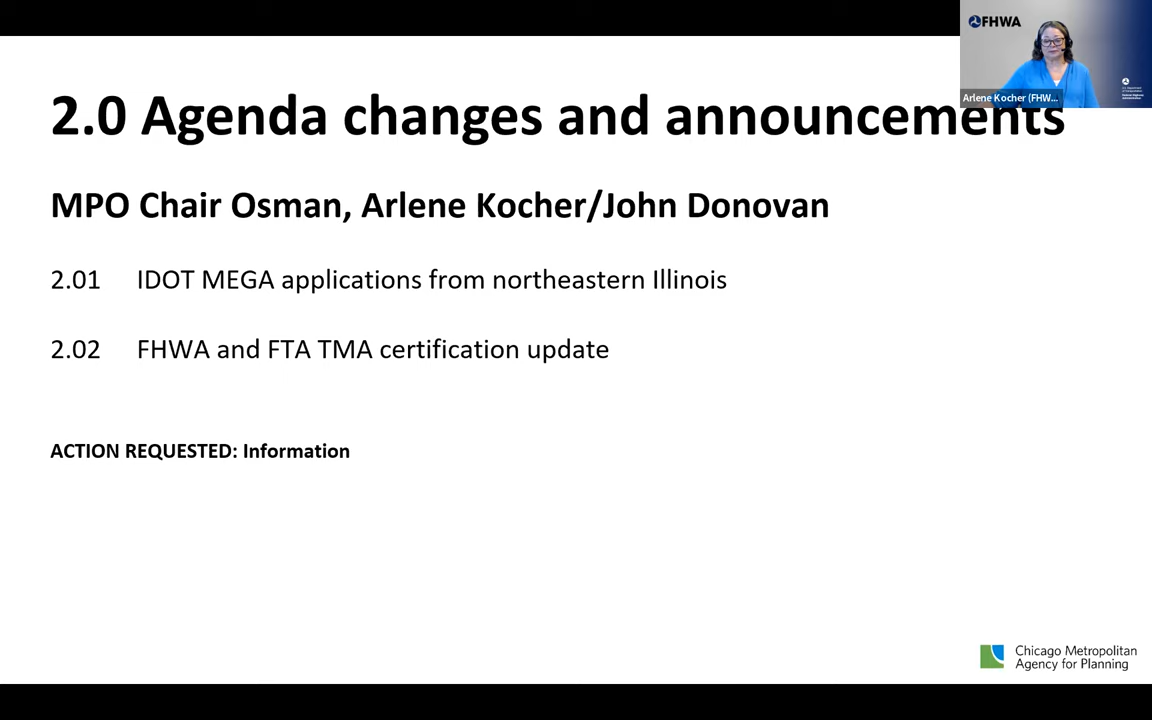 FHWA
Arlene Kocher (FHW...
2.0 Agenda changes and announcements
MPO Chair Osman, Arlene Kocher/John Donovan
2.01 IDOT MEGA applications from northeastern Illinois
2.02 FHWA and FTA TMA certification update
ACTION REQUESTED: Information
Chicago Metropolitan
Agency for Planning